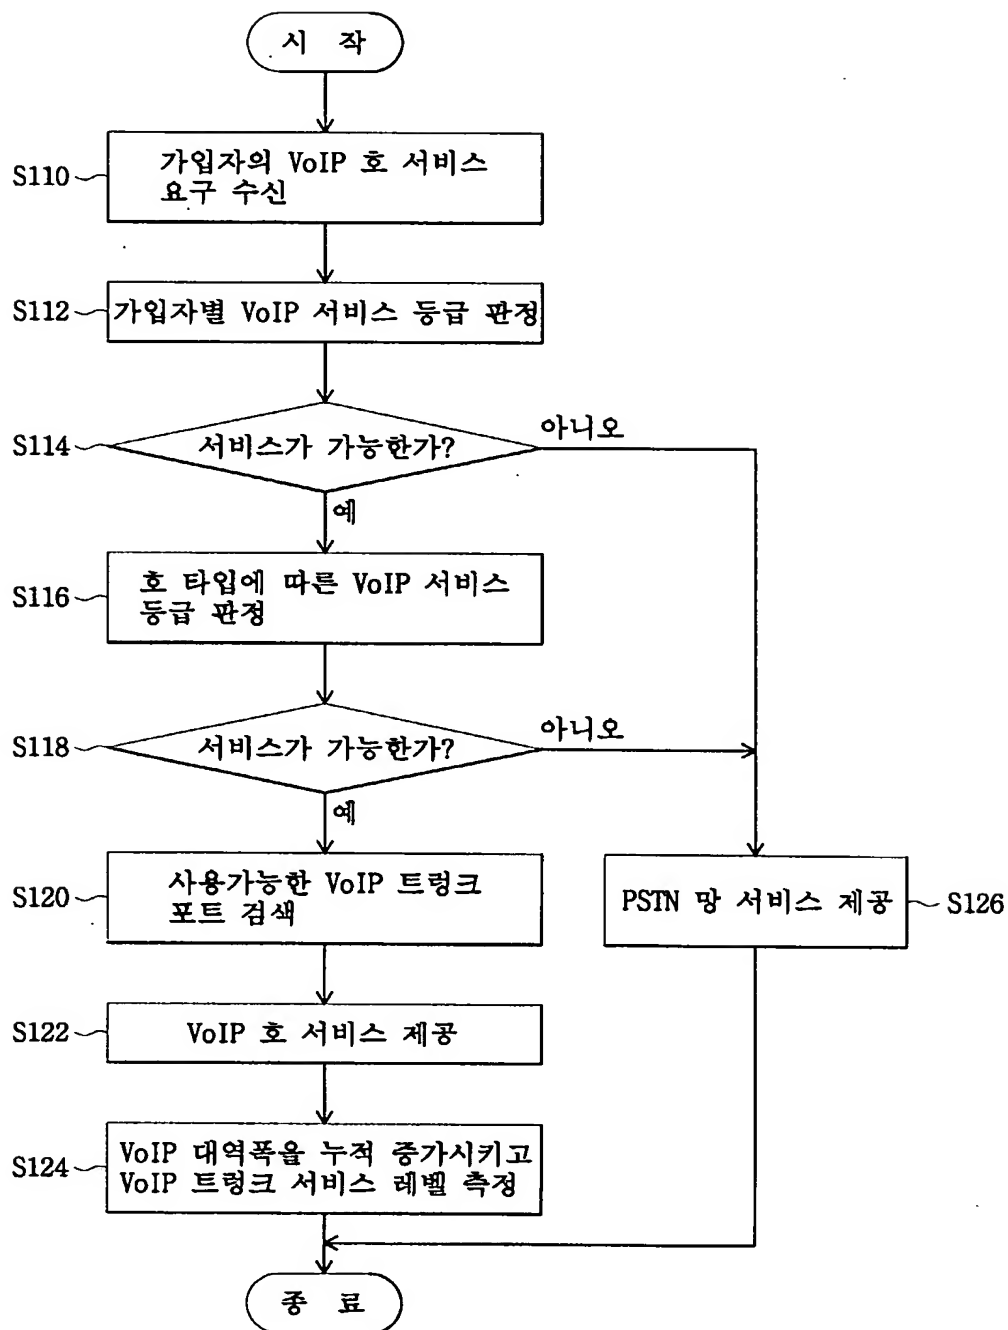 시 작
S110
가입자의 VoIP 호 서비스
요구 수신
S112
가입자별 VoIP 서비스 등급 판정
S114
서비스가 가능한가?
아니오
예
S116
호 타입에 따른 VoIP 서비스
등급 판정
S118
서비스가 가능한가?
아니오
예
S120
사용가능한 VoIP 트렁크
포트 검색
PSTN 망 서비스 제공
S126
S122
VoIP 호 서비스 제공
S124
VoIP 대역폭을 누적 증가시키고
VoIP 트렁크 서비스 레벨 측정
종 료